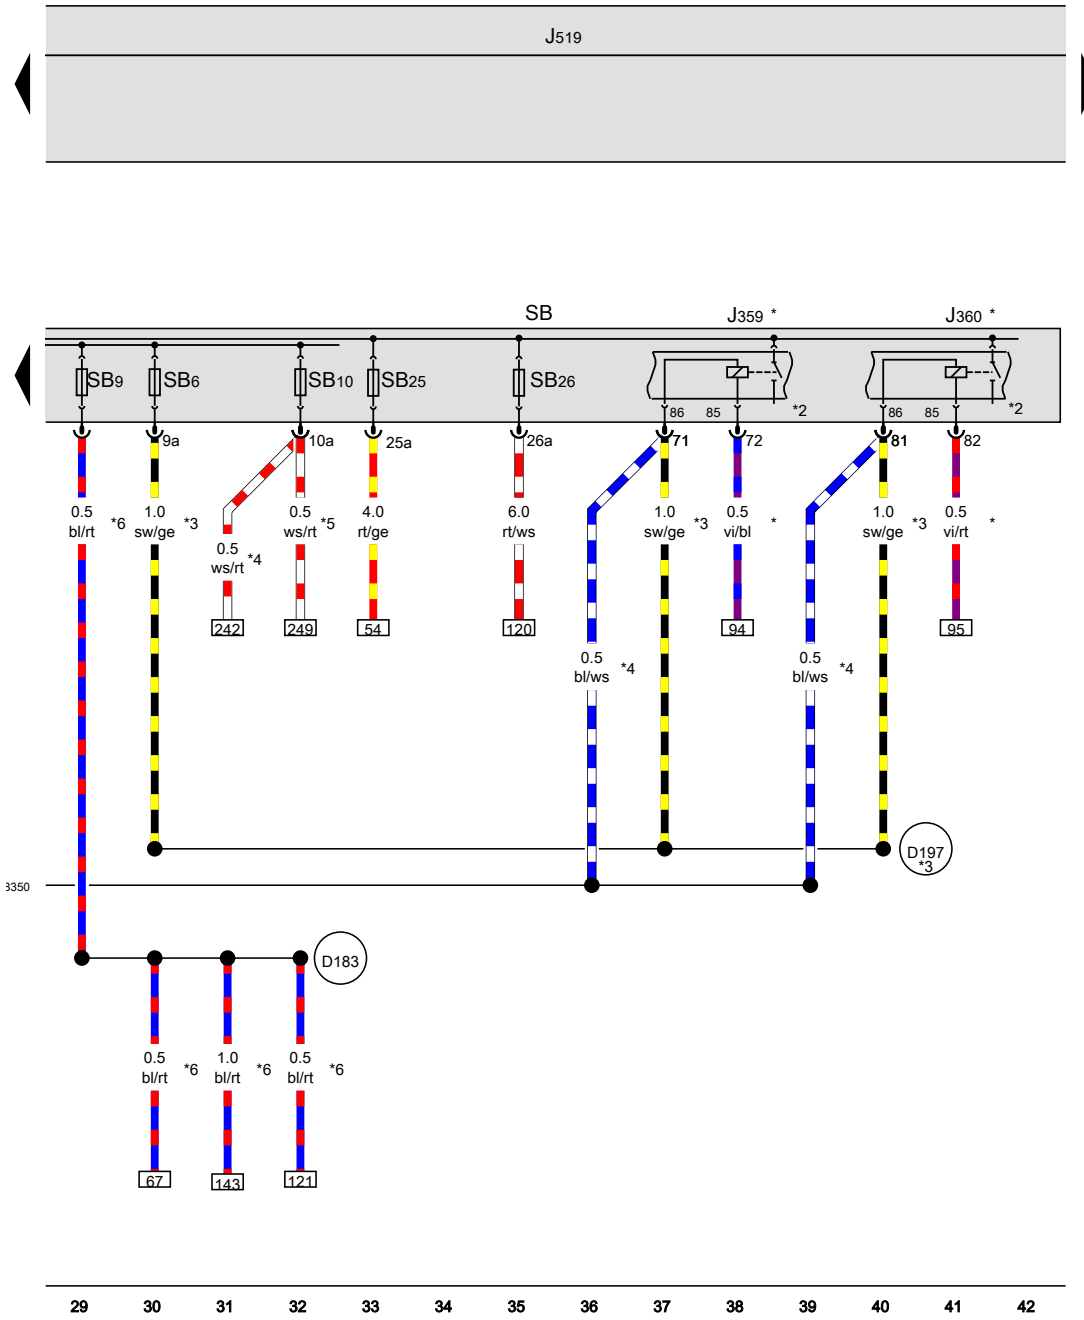 J519
SB
J359 *
J360 *
SB9
SB6
SB10
SB25
SB26
86
85
*2
86
85
*2
9a
10a
25a
26a
71
72
81
82
0.5
bl/rt
*6
1.0
sw/ge
*3
0.5
ws/rt
*4
0.5
ws/rt
*5
4.0
rt/ge
6.0
rt/ws
1.0
sw/ge
*3
0.5
vi/bl
*
1.0
sw/ge
*3
0.5
vi/rt
*
242
249
54
120
94
95
0.5
bl/ws
*4
0.5
bl/ws
*4
D197
*3
3350
D183
0.5
bl/rt
*6
1.0
bl/rt
*6
0.5
bl/rt
*6
67
143
121
29 30 31 32 33 34 35 36 37 38 39 40 41 42